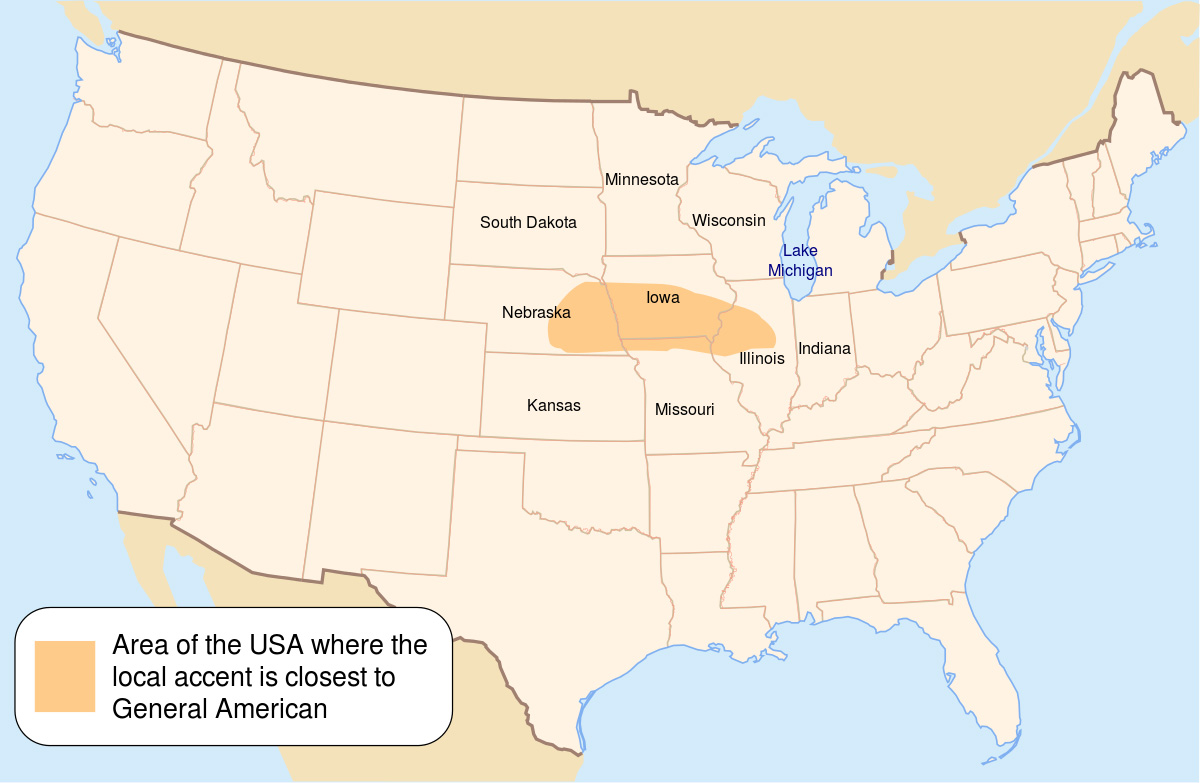 Minnesota
Wisconsin
South Dakota
Lake
Michigan
Iowa
Nebraska
Indiana
Illinois
Kansas
Missouri
Area of the USA where the
local accent is closest to
General American